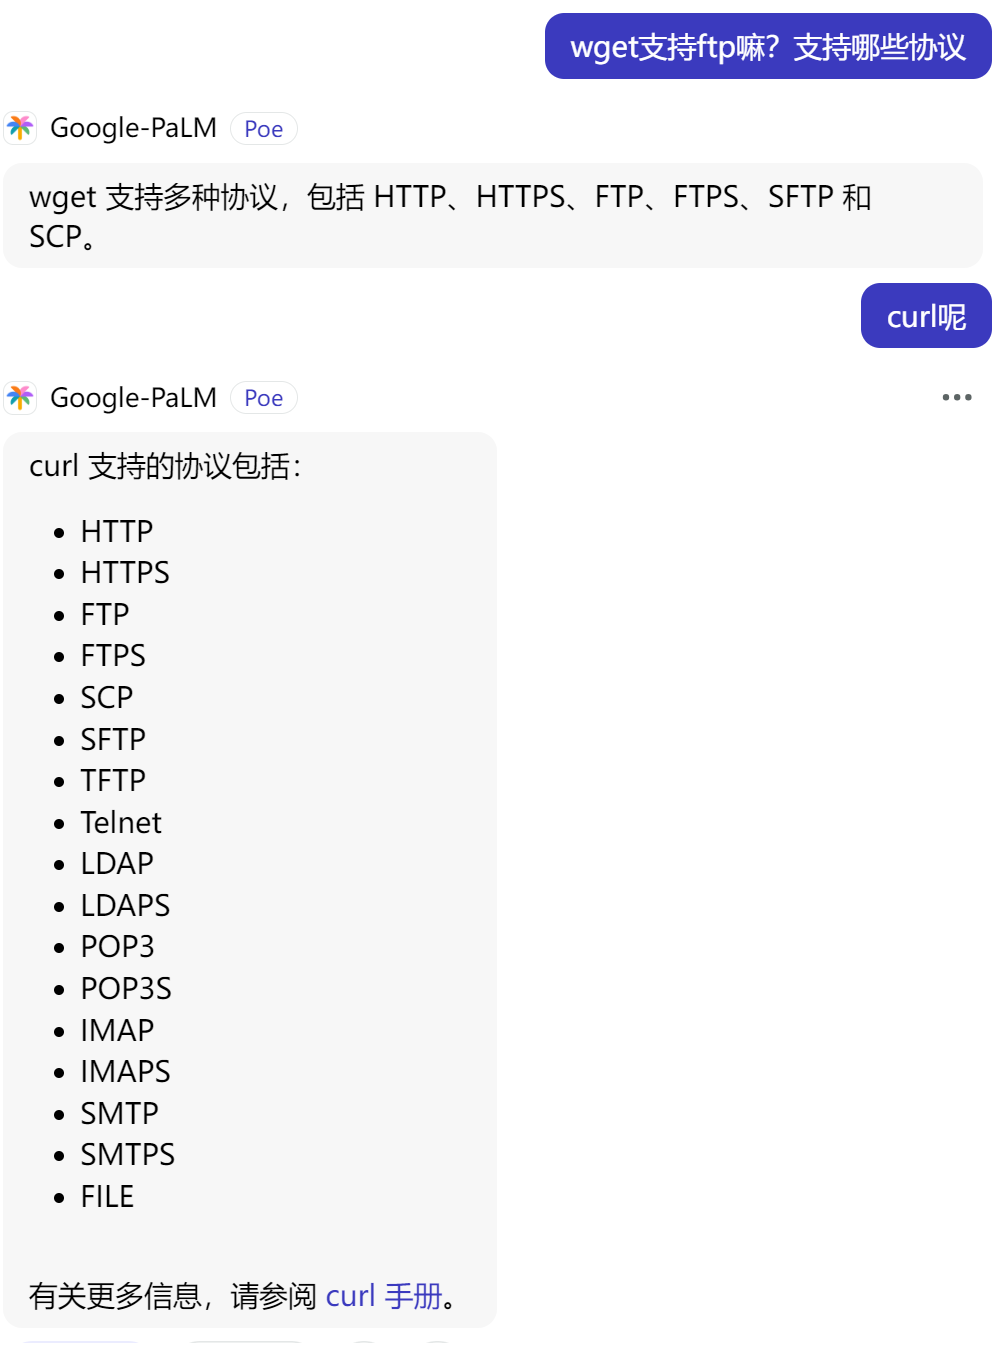 wget支持ftp嘛？支持哪些协议
Google-PaLM Poe
wget 支持多种协议，包括 HTTP、HTTPS、FTP、FTPS、SFTP 和
SCP。
curl呢
Google-PaLM Poe
curl 支持的协议包括：
HTTP
HTTPS
FTP
FTPS
SCP
SFTP
TFTP
Telnet
LDAP
LDAPS
POP3
POP3S
IMAP
IMAPS
SMTP
SMTPS
FILE
有关更多信息，请参阅 curl 手册。